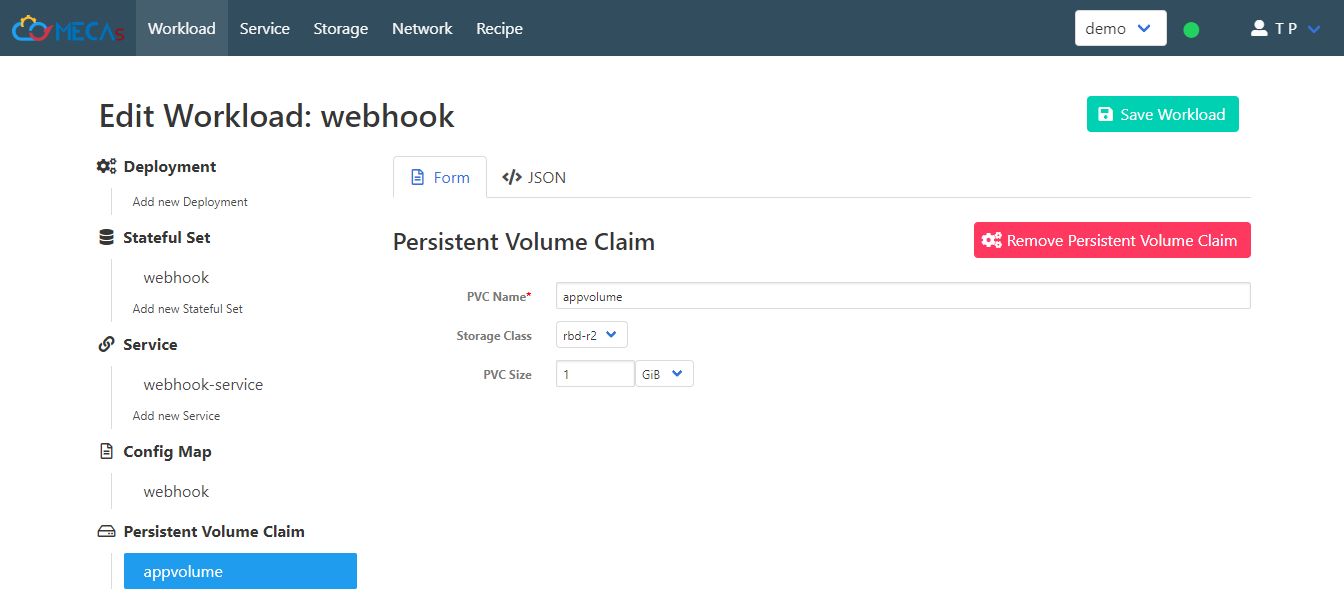 MECAs Workload Service Storage Network Recipe demo T P
Edit Workload: webhook
Save Workload
Deployment
Add new Deployment
Stateful Set
webhook
Add new Stateful Set
Service
webhook-service
Add new Service
Config Map
webhook
Persistent Volume Claim
appvolume
Form JSON
Persistent Volume Claim
Remove Persistent Volume Claim
PVC Name* appvolume
Storage Class rbd-r2
PVC Size 1 GiB